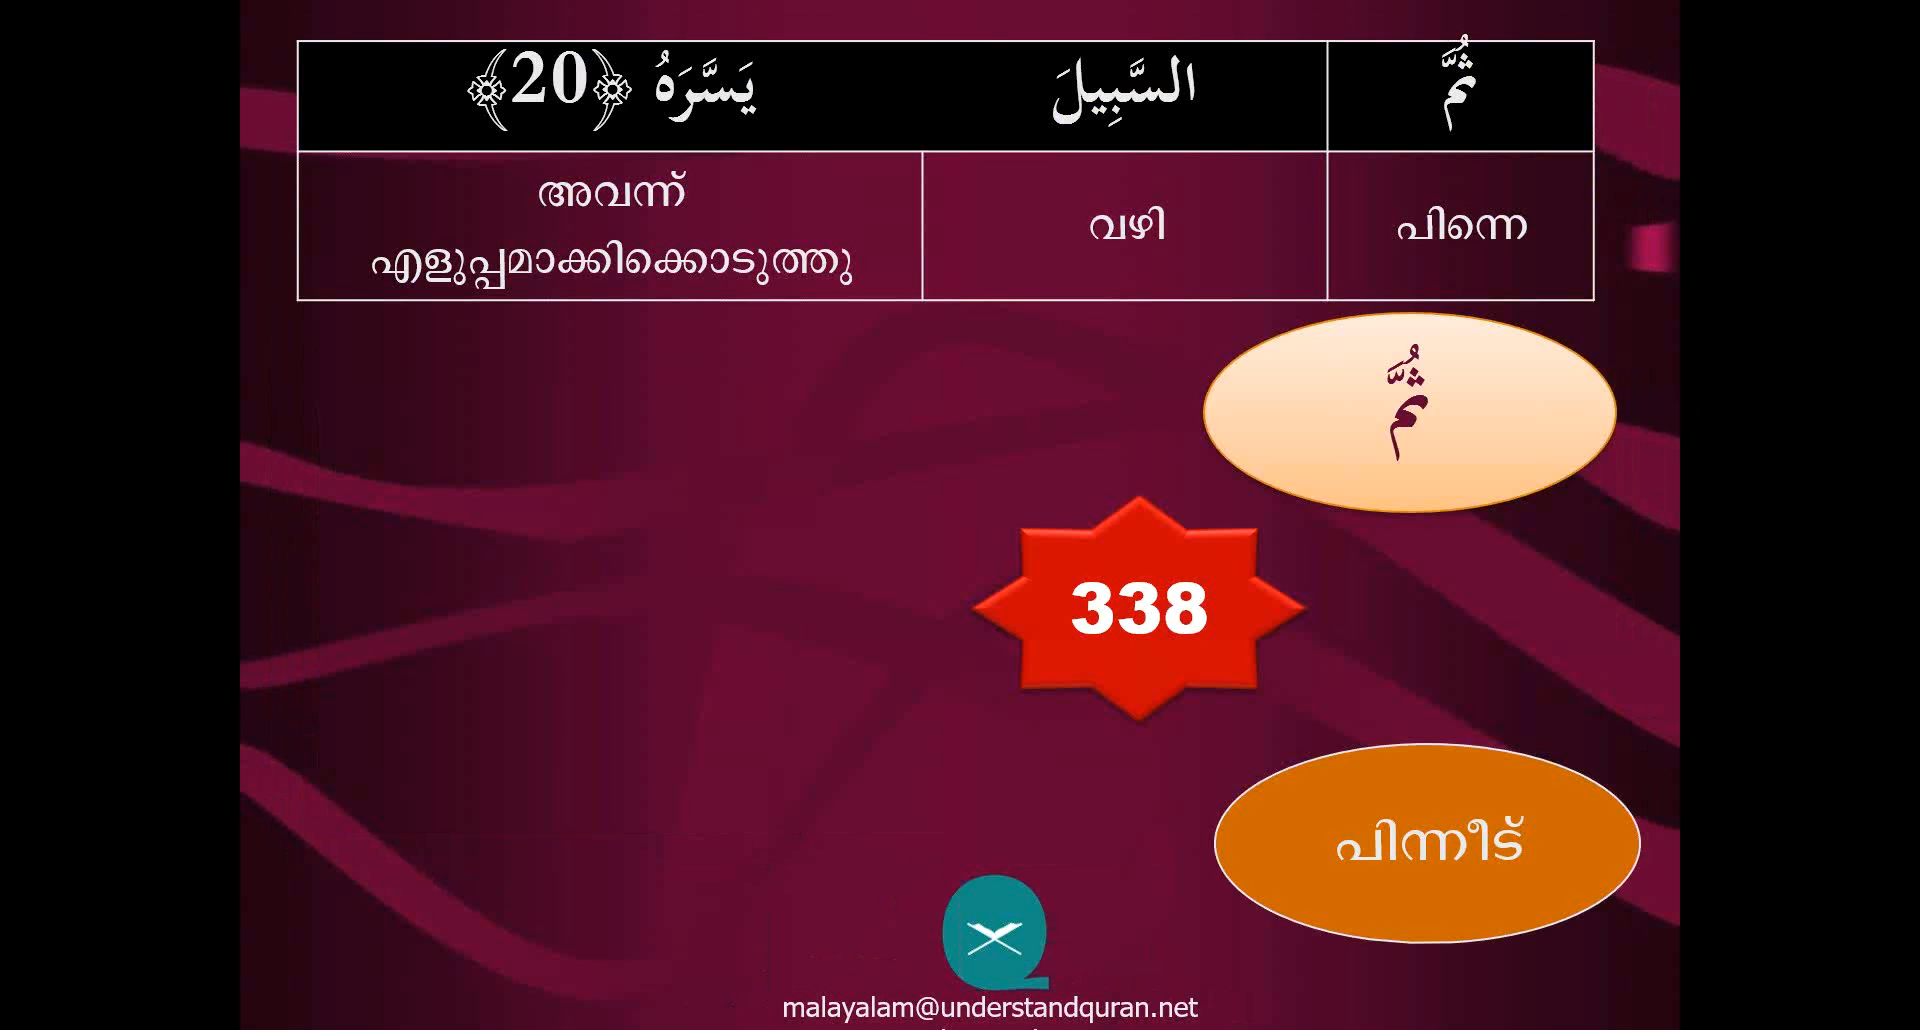 ثُمَّ السَّبِيلَ يَسَّرَهُ ﴿20﴾
പിന്നെ
വഴി
അവന്ന്
എളുപ്പമാക്കിക്കൊടുത്തു
ثُمَّ
338
പിന്നീട്
malayalam@understandquran.net